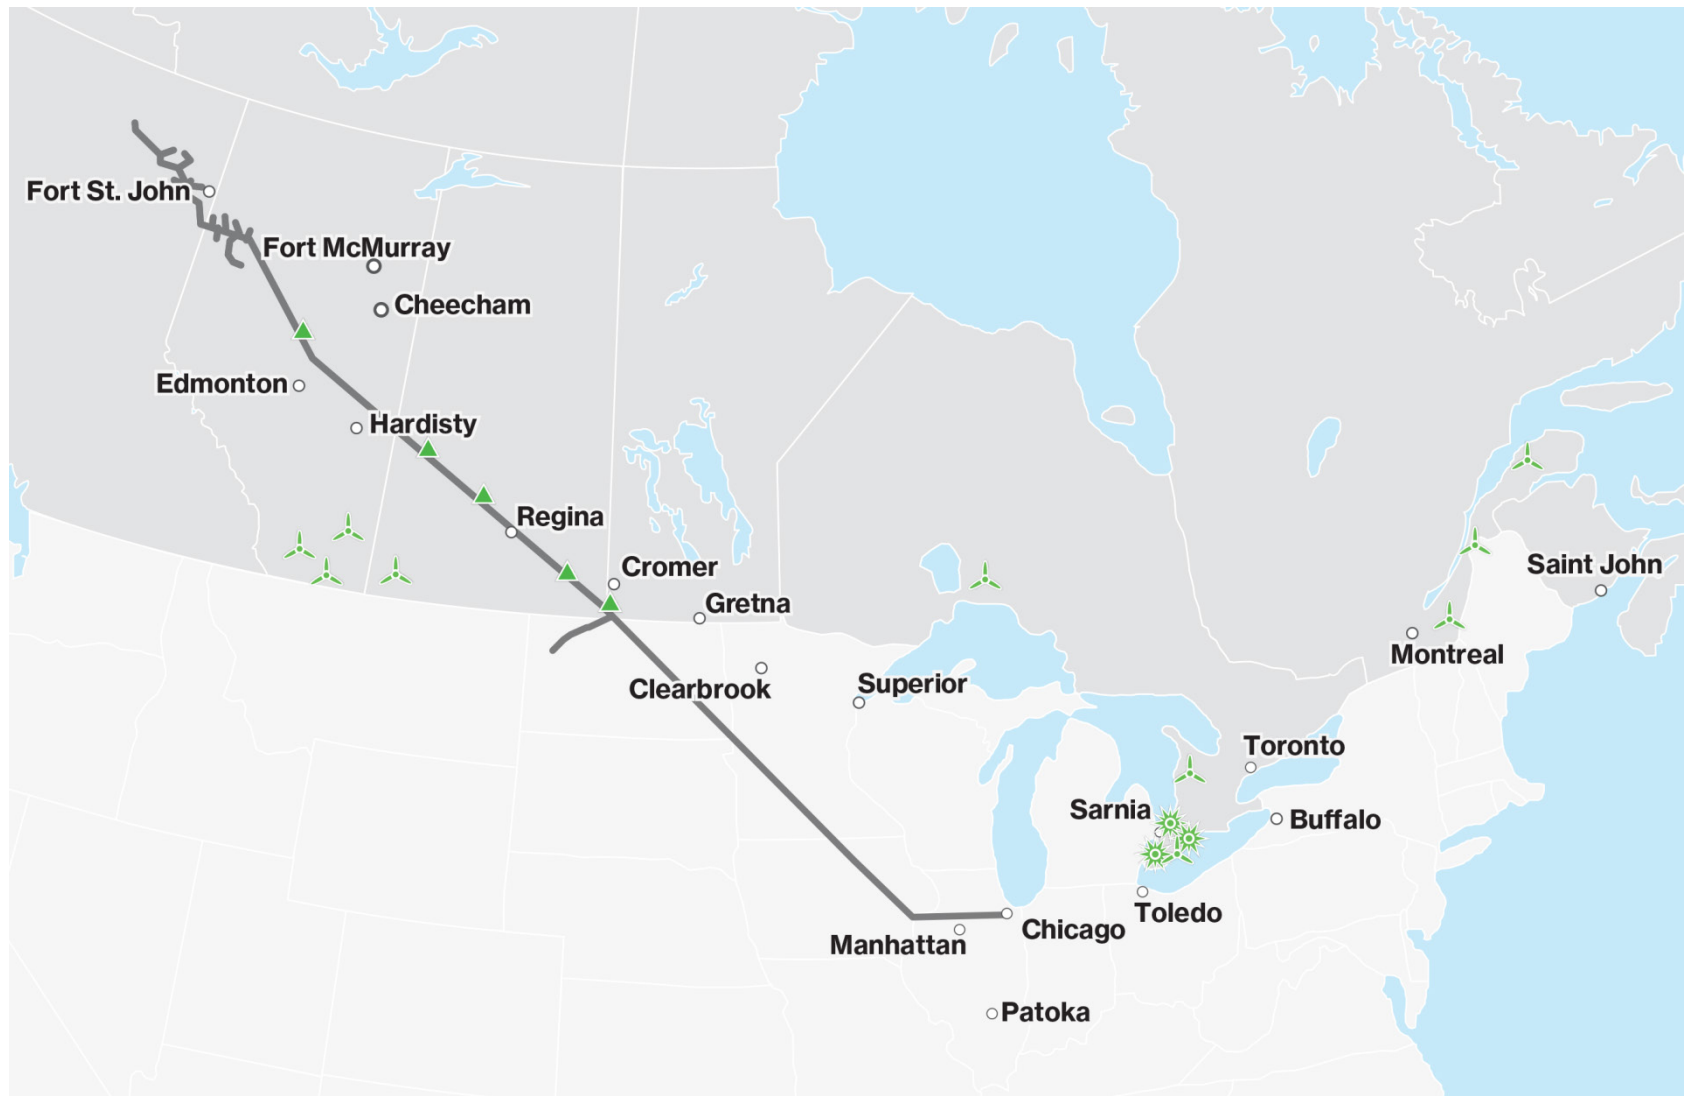 Fort St. John
Fort McMurray
Cheecham
Edmonton
Hardisty
Regina
Cromer
Gretna
Saint John
Montreal
Clearbrook
Superior
Toronto
Sarnia
Buffalo
Toledo
Chicago
Manhattan
Patoka